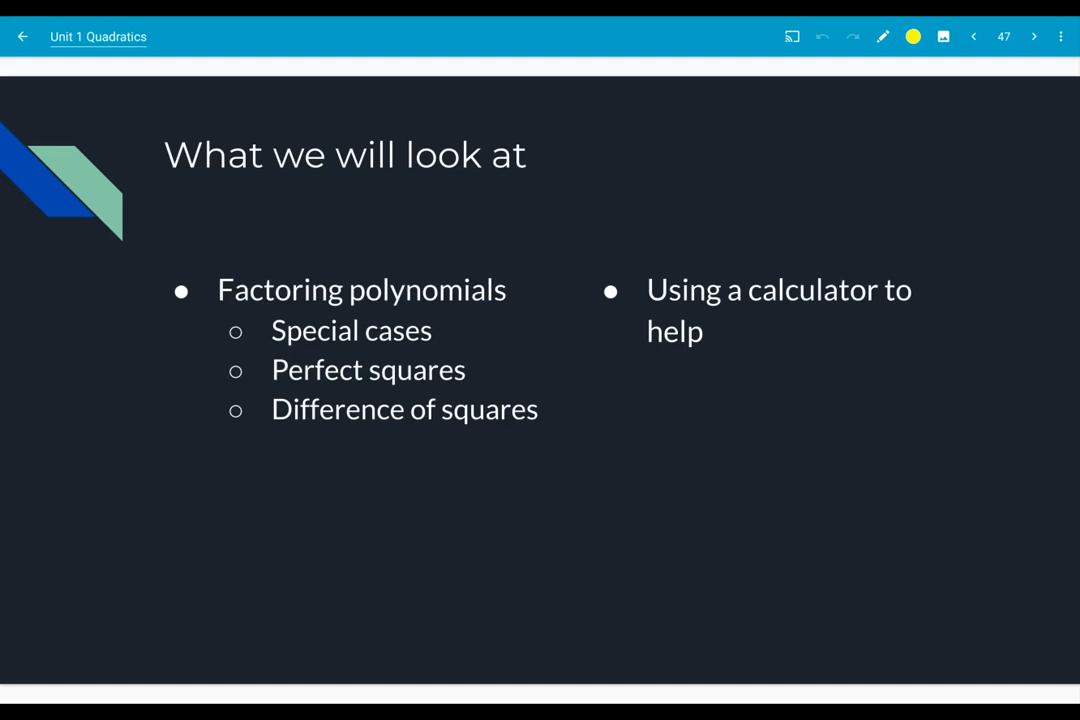 Unit 1 Quadratics
47
What we will look at
● Factoring polynomials
○ Special cases
○ Perfect squares
○ Difference of squares
● Using a calculator to
help